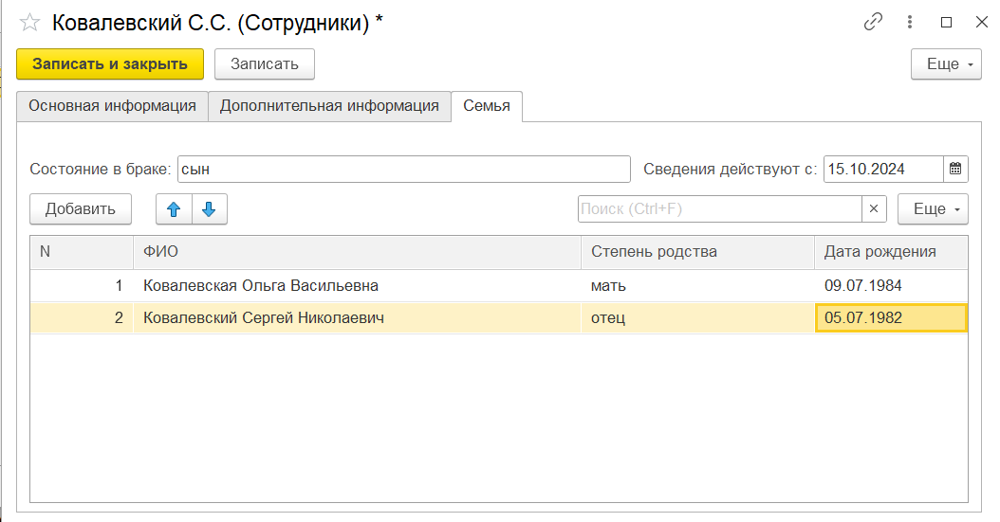 Ковалевский С.С. (Сотрудники) *
Записать и закрыть Записать Еще
Основная информация Дополнительная информация Семья
Состояние в браке: сын Сведения действуют с: 15.10.2024
Добавить Поиск (Ctrl+F) × Еще
N ФИО Степень родства Дата рождения
1 Ковалевская Ольга Васильевна мать 09.07.1984
2 Ковалевский Сергей Николаевич отец 05.07.1982